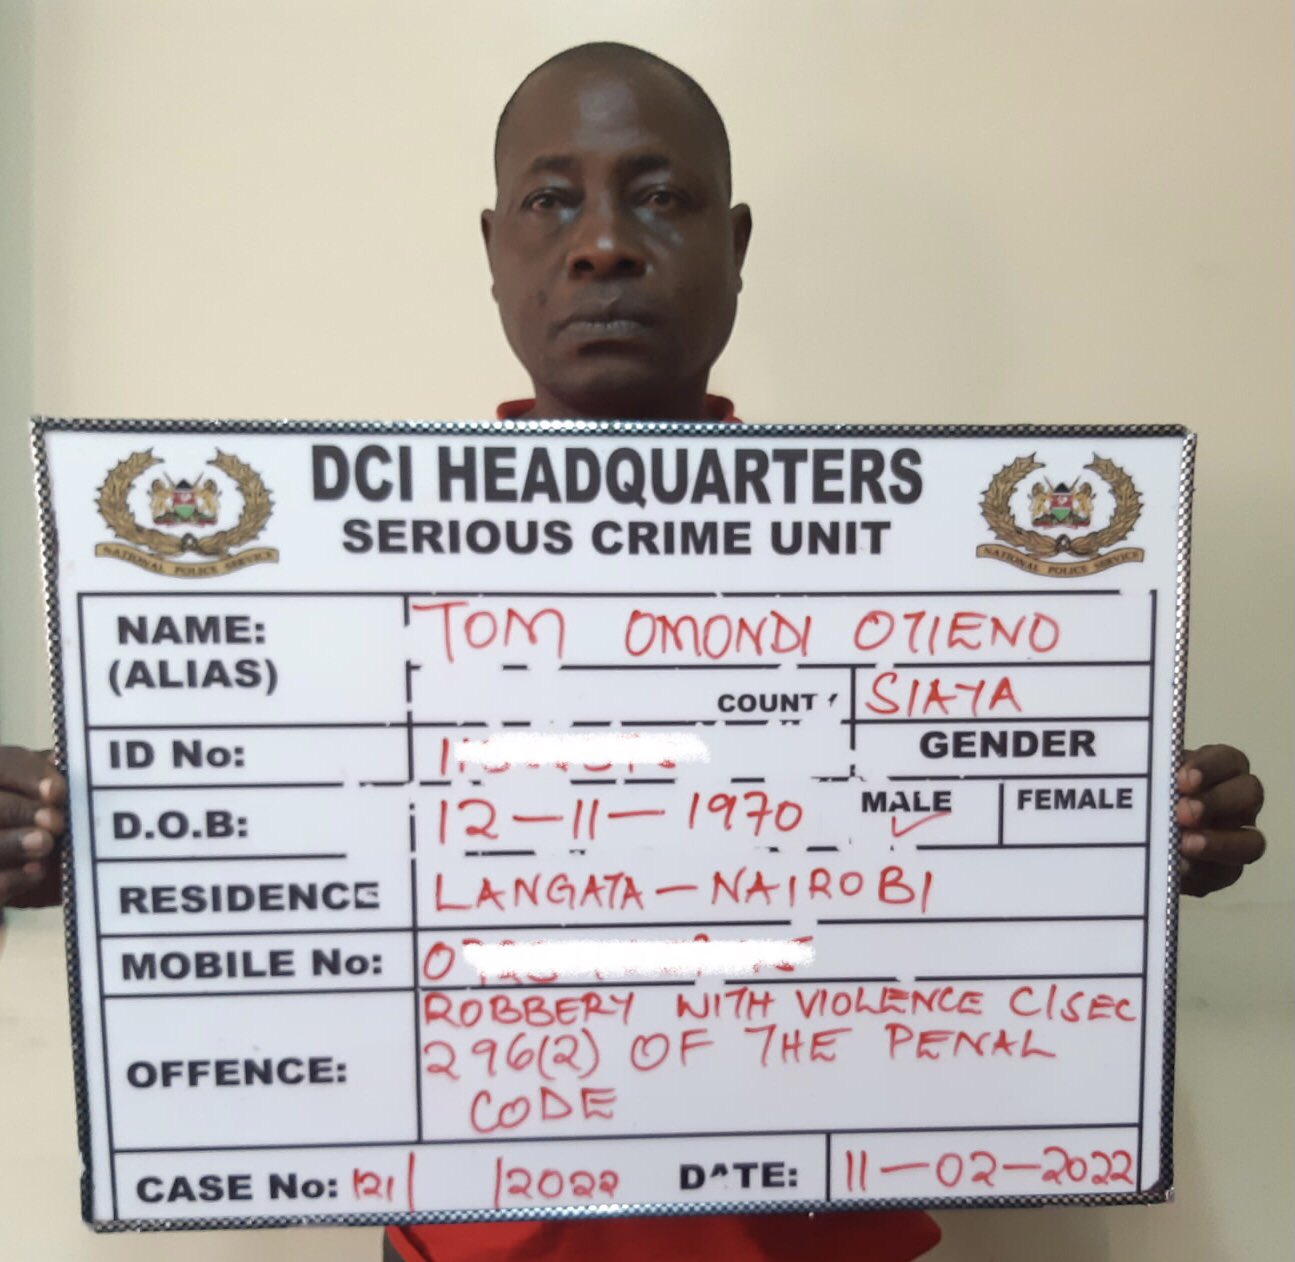 DCI HEADQUARTERS
SERIOUS CRIME UNIT
NATIONAL POLICE SERVICE
NATIONAL POLICE SERVICE
NAME: TOM OMONDI OTIENO
(ALIAS)
COUNTY SIAYA
ID No:
GENDER
D.O.B: 12-11-1970 MALE ✓ FEMALE
RESIDENCE LANGATA-NAIROBI
MOBILE No:
OFFENCE: ROBBERY WITH VIOLENCE C/SEC
296(2) OF THE PENAL
CODE
CASE No: 121/ /2022 DATE: 11-02-2022